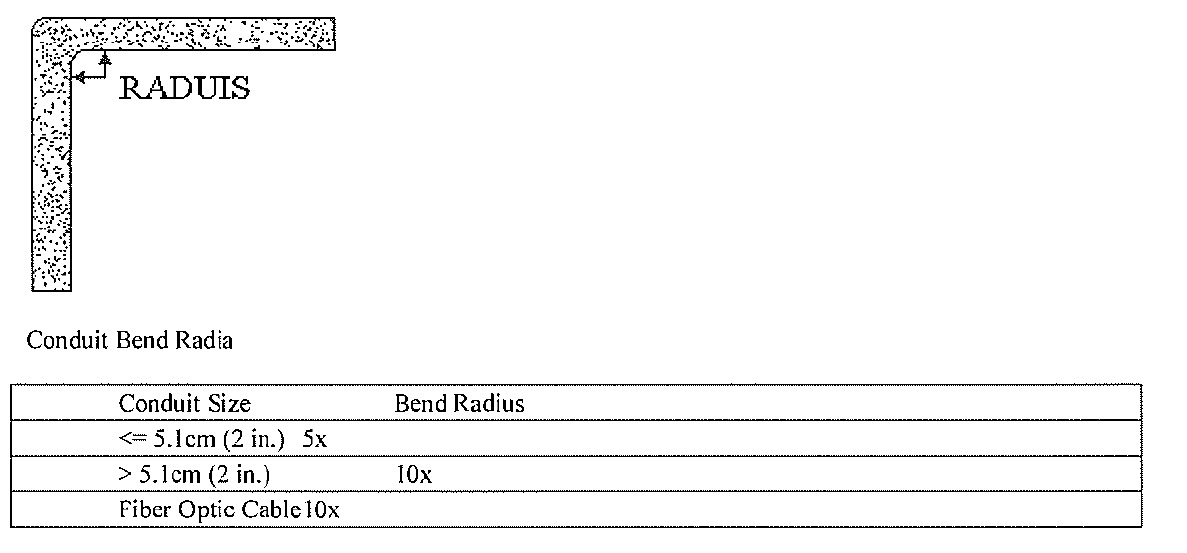 RADUIS
Conduit Bend Radia
Conduit Size Bend Radius
<= 5.1cm (2 in.) 5x
> 5.1cm (2 in.) 10x
Fiber Optic Cable10x